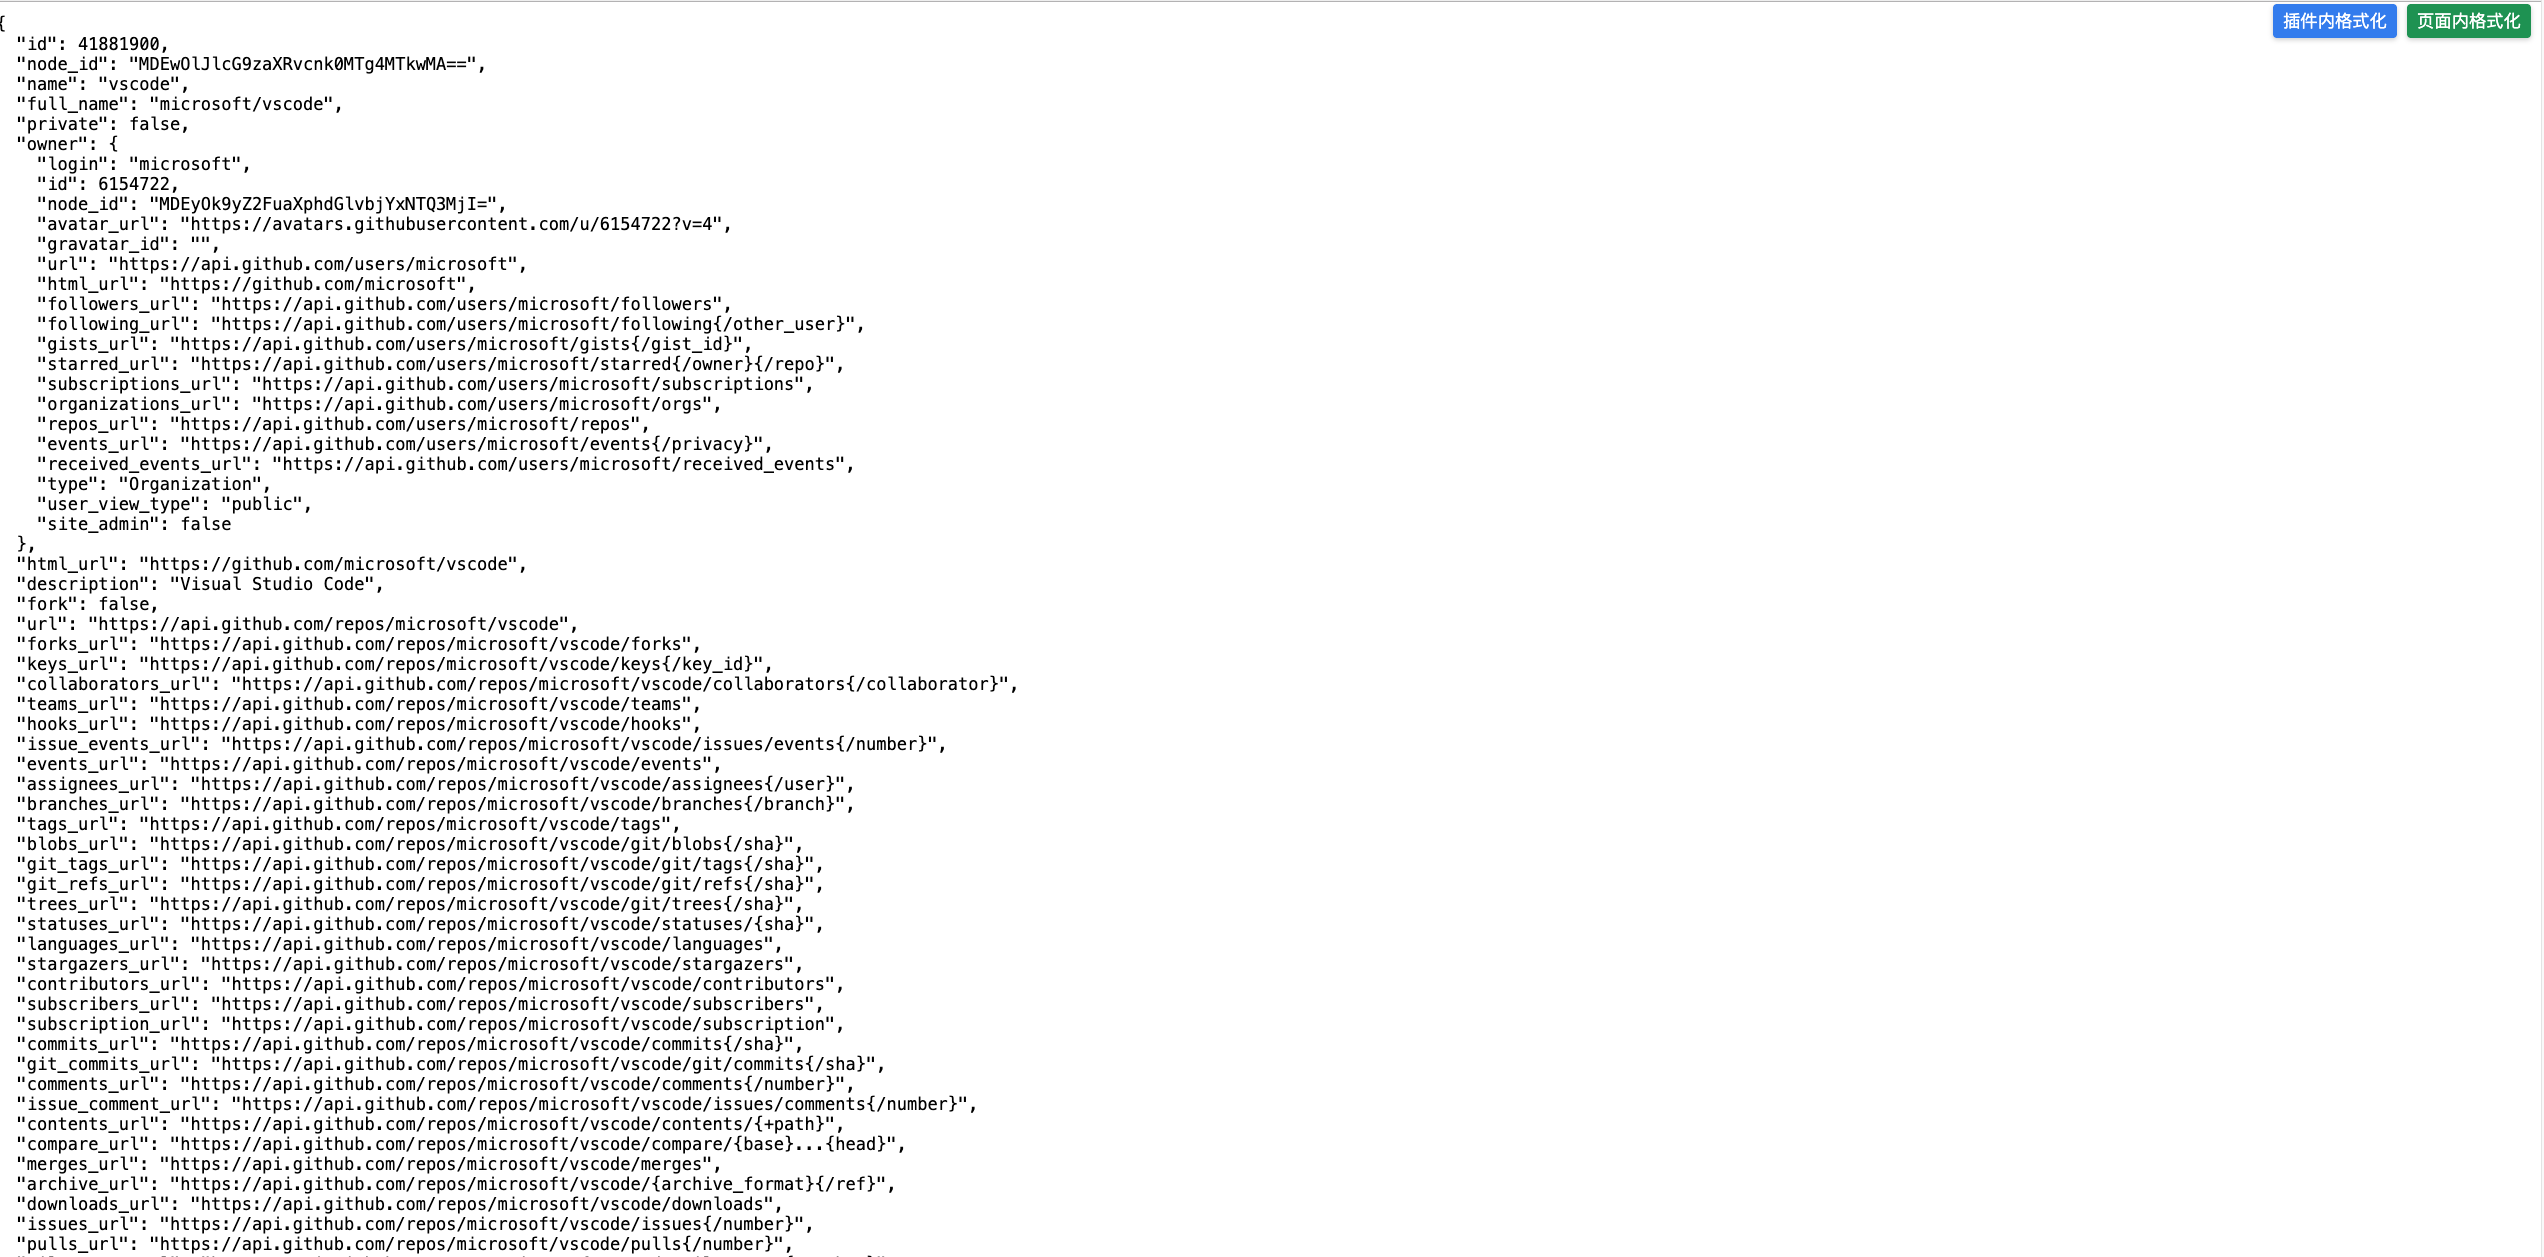 插件内格式化 页面内格式化
{
  "id": 41881900,
  "node_id": "MDEwOlJlcG9zaXRvcnk0MTg4MTkwMA==",
  "name": "vscode",
  "full_name": "microsoft/vscode",
  "private": false,
  "owner": {
    "login": "microsoft",
    "id": 6154722,
    "node_id": "MDEyOk9yZ2FuaXphdGlvbjYxNTQ3MjI=",
    "avatar_url": "https://avatars.githubusercontent.com/u/6154722?v=4",
    "gravatar_id": "",
    "url": "https://api.github.com/users/microsoft",
    "html_url": "https://github.com/microsoft",
    "followers_url": "https://api.github.com/users/microsoft/followers",
    "following_url": "https://api.github.com/users/microsoft/following{/other_user}",
    "gists_url": "https://api.github.com/users/microsoft/gists{/gist_id}",
    "starred_url": "https://api.github.com/users/microsoft/starred{/owner}{/repo}",
    "subscriptions_url": "https://api.github.com/users/microsoft/subscriptions",
    "organizations_url": "https://api.github.com/users/microsoft/orgs",
    "repos_url": "https://api.github.com/users/microsoft/repos",
    "events_url": "https://api.github.com/users/microsoft/events{/privacy}",
    "received_events_url": "https://api.github.com/users/microsoft/received_events",
    "type": "Organization",
    "user_view_type": "public",
    "site_admin": false
  },
  "html_url": "https://github.com/microsoft/vscode",
  "description": "Visual Studio Code",
  "fork": false,
  "url": "https://api.github.com/repos/microsoft/vscode",
  "forks_url": "https://api.github.com/repos/microsoft/vscode/forks",
  "keys_url": "https://api.github.com/repos/microsoft/vscode/keys{/key_id}",
  "collaborators_url": "https://api.github.com/repos/microsoft/vscode/collaborators{/collaborator}",
  "teams_url": "https://api.github.com/repos/microsoft/vscode/teams",
  "hooks_url": "https://api.github.com/repos/microsoft/vscode/hooks",
  "issue_events_url": "https://api.github.com/repos/microsoft/vscode/issues/events{/number}",
  "events_url": "https://api.github.com/repos/microsoft/vscode/events",
  "assignees_url": "https://api.github.com/repos/microsoft/vscode/assignees{/user}",
  "branches_url": "https://api.github.com/repos/microsoft/vscode/branches{/branch}",
  "tags_url": "https://api.github.com/repos/microsoft/vscode/tags",
  "blobs_url": "https://api.github.com/repos/microsoft/vscode/git/blobs{/sha}",
  "git_tags_url": "https://api.github.com/repos/microsoft/vscode/git/tags{/sha}",
  "git_refs_url": "https://api.github.com/repos/microsoft/vscode/git/refs{/sha}",
  "trees_url": "https://api.github.com/repos/microsoft/vscode/git/trees{/sha}",
  "statuses_url": "https://api.github.com/repos/microsoft/vscode/statuses/{sha}",
  "languages_url": "https://api.github.com/repos/microsoft/vscode/languages",
  "stargazers_url": "https://api.github.com/repos/microsoft/vscode/stargazers",
  "contributors_url": "https://api.github.com/repos/microsoft/vscode/contributors",
  "subscribers_url": "https://api.github.com/repos/microsoft/vscode/subscribers",
  "subscription_url": "https://api.github.com/repos/microsoft/vscode/subscription",
  "commits_url": "https://api.github.com/repos/microsoft/vscode/commits{/sha}",
  "git_commits_url": "https://api.github.com/repos/microsoft/vscode/git/commits{/sha}",
  "comments_url": "https://api.github.com/repos/microsoft/vscode/comments{/number}",
  "issue_comment_url": "https://api.github.com/repos/microsoft/vscode/issues/comments{/number}",
  "contents_url": "https://api.github.com/repos/microsoft/vscode/contents/{+path}",
  "compare_url": "https://api.github.com/repos/microsoft/vscode/compare/{base}...{head}",
  "merges_url": "https://api.github.com/repos/microsoft/vscode/merges",
  "archive_url": "https://api.github.com/repos/microsoft/vscode/{archive_format}{/ref}",
  "downloads_url": "https://api.github.com/repos/microsoft/vscode/downloads",
  "issues_url": "https://api.github.com/repos/microsoft/vscode/issues{/number}",
  "pulls_url": "https://api.github.com/repos/microsoft/vscode/pulls{/number}",